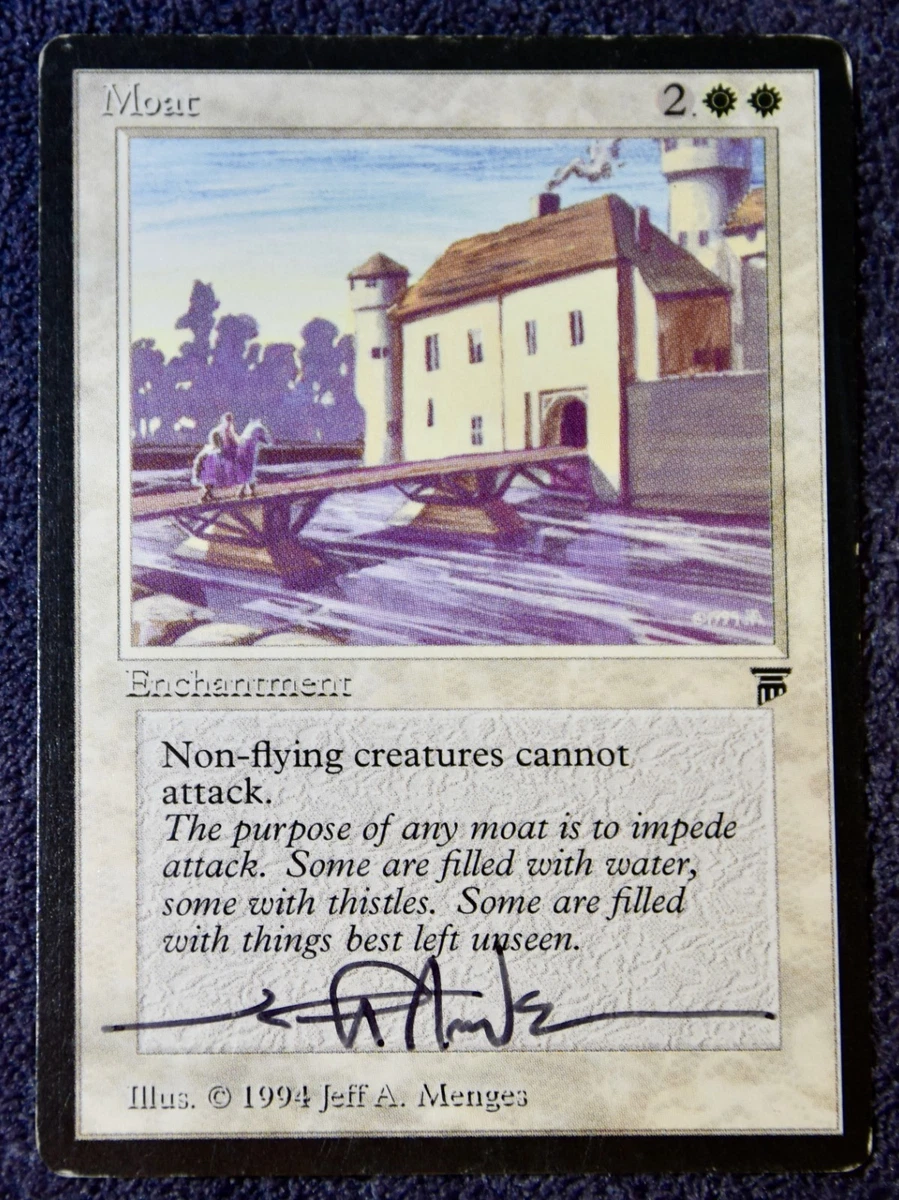 Moat
2
Enchantment
Non-flying creatures cannot
attack.
The purpose of any moat is to impede
attack. Some are filled with water,
some with thistles. Some are filled
with things best left unseen.
Illus. © 1994 Jeff A. Menges